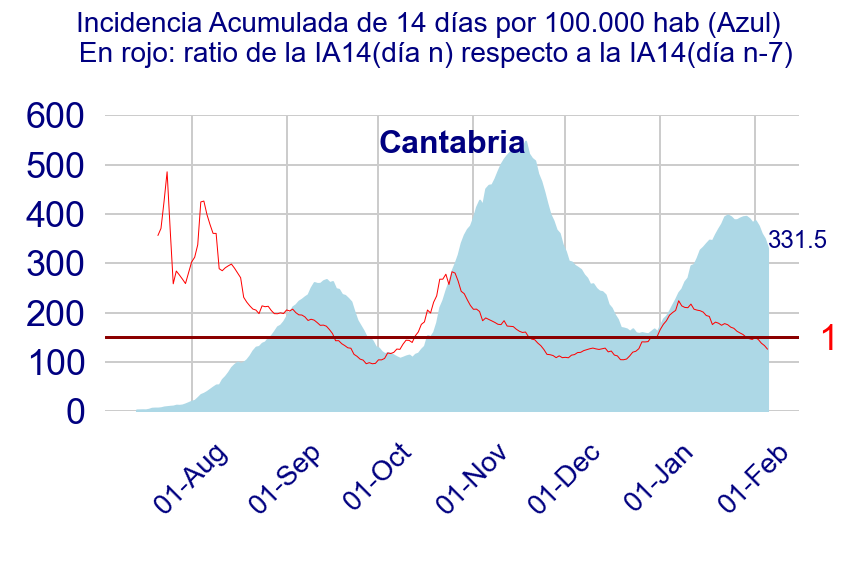 Incidencia Acumulada de 14 días por 100.000 hab (Azul)
En rojo: ratio de la IA14(día n) respecto a la IA14(día n-7)
600
Cantabria
500
400
331.5
300
200
1
100
0
01-Aug
01-Sep
01-Oct
01-Nov
01-Dec
01-Jan
01-Feb